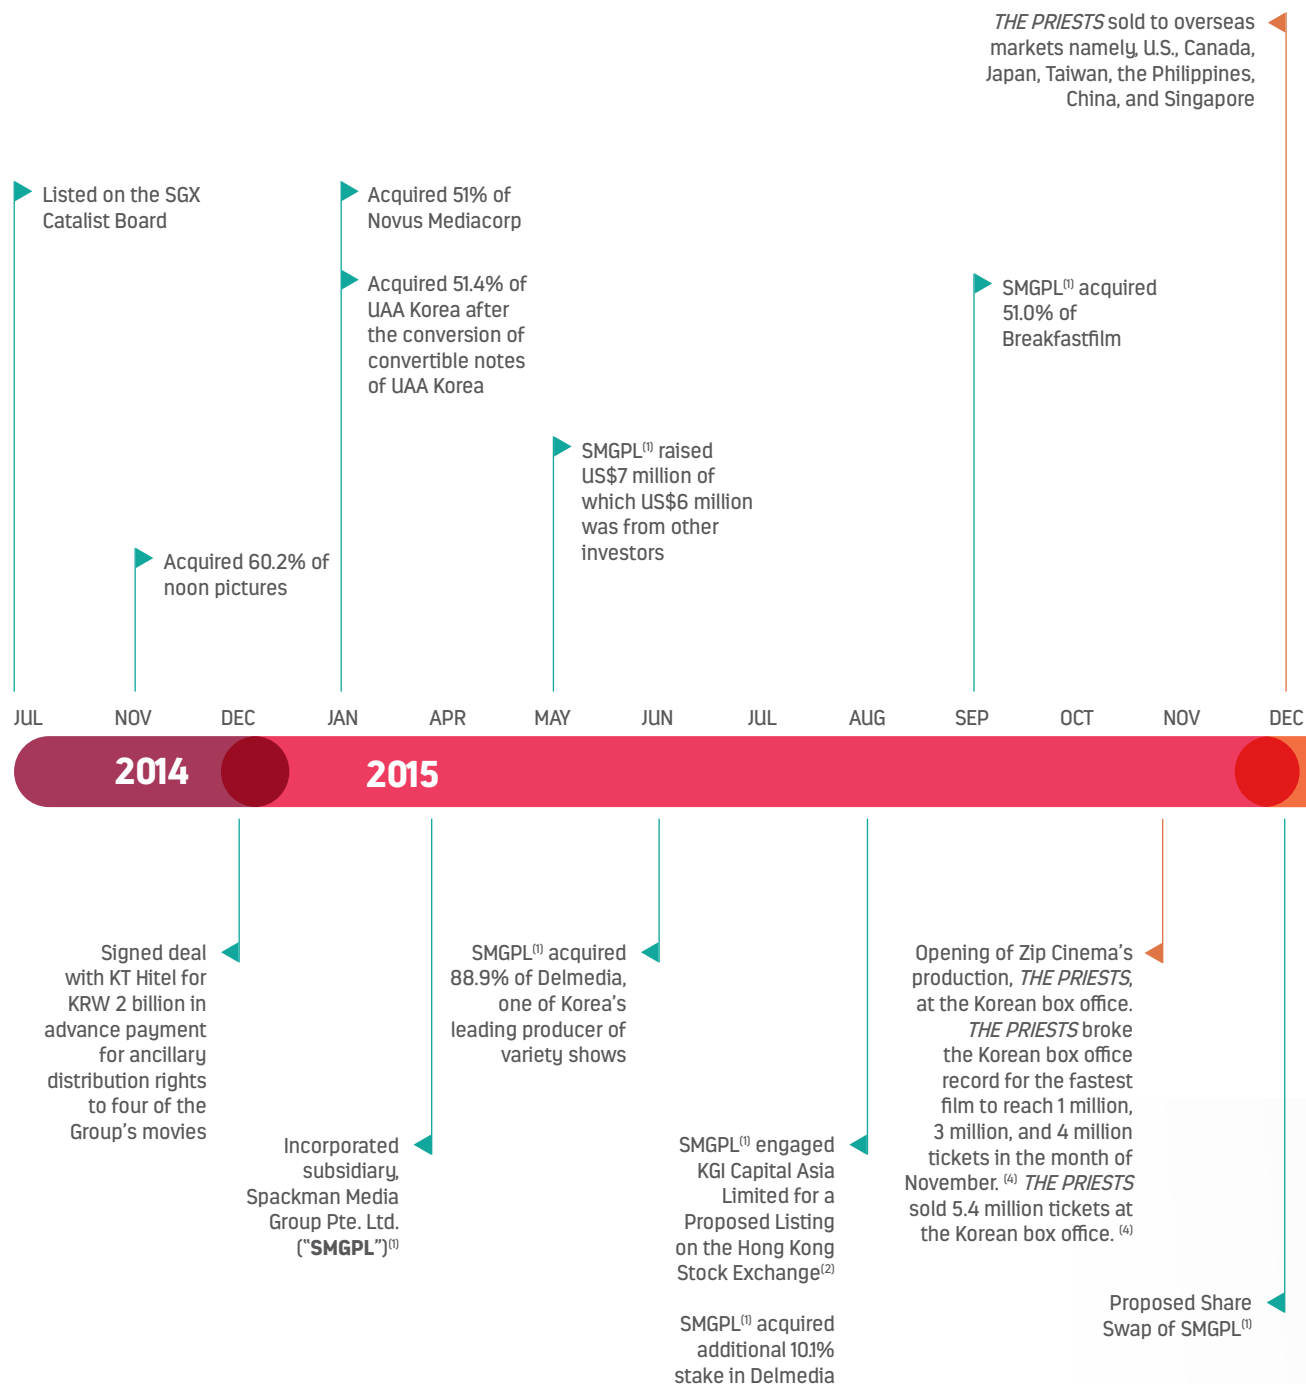 THE PRIESTS sold to overseas
markets namely, U.S., Canada,
Japan, Taiwan, the Philippines,
China, and Singapore
Listed on the SGX
Catalist Board
Acquired 51% of
Novus Mediacorp
Acquired 51.4% of
UAA Korea after
the conversion of
convertible notes
of UAA Korea
SMGPL(1) acquired
51.0% of
Breakfastfilm
SMGPL(1) raised
US$7 million of
which US$6 million
was from other
investors
Acquired 60.2% of
noon pictures
JUL NOV DEC JAN APR MAY JUN JUL AUG SEP OCT NOV DEC
2014 2015
Signed deal
with KT Hitel for
KRW 2 billion in
advance payment
for ancillary
distribution rights
to four of the
Group's movies
Incorporated
subsidiary,
Spackman Media
Group Pte. Ltd.
("SMGPL")(1)
SMGPL(1) acquired
88.9% of Delmedia,
one of Korea's
leading producer of
variety shows
SMGPL(1) engaged
KGI Capital Asia
Limited for a
Proposed Listing
on the Hong Kong
Stock Exchange(2)
SMGPL(1) acquired
additional 10.1%
stake in Delmedia
Opening of Zip Cinema's
production, THE PRIESTS,
at the Korean box office.
THE PRIESTS broke
the Korean box office
record for the fastest
film to reach 1 million,
3 million, and 4 million
tickets in the month of
November. (4) THE PRIESTS
sold 5.4 million tickets at
the Korean box office. (4)
Proposed Share
Swap of SMGPL(1)